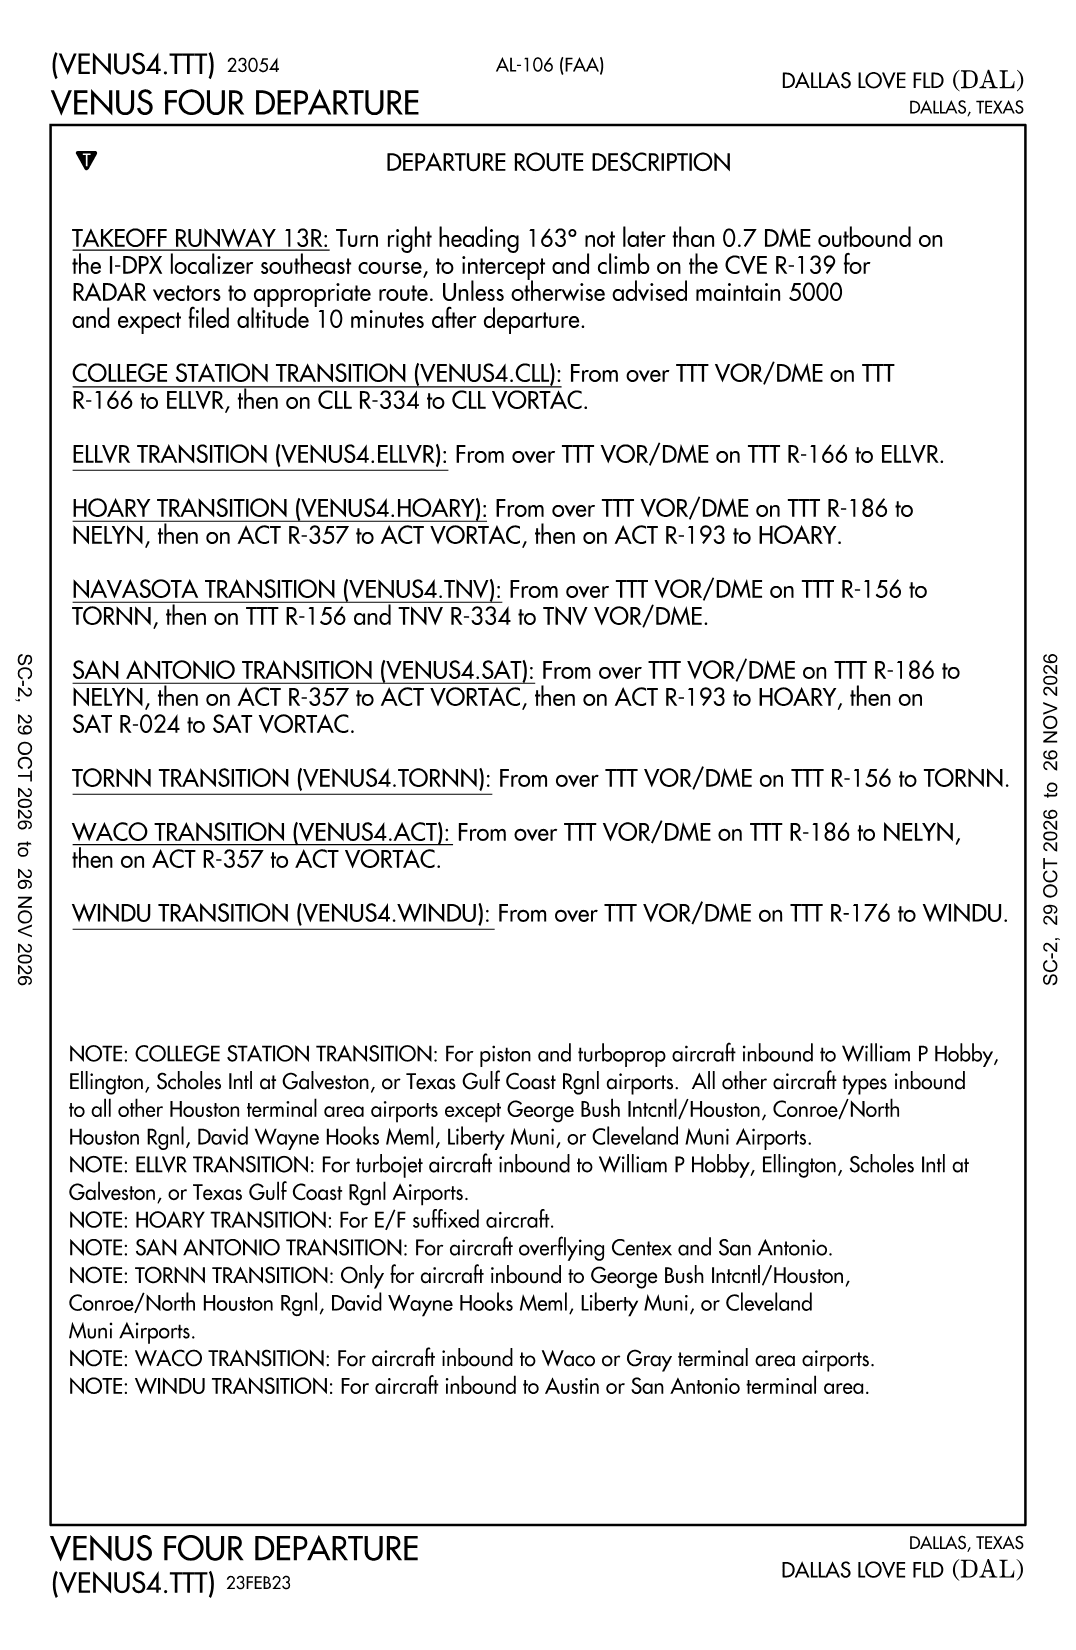 (VENUS4.TTT) 23054
AL-106 (FAA)
DALLAS LOVE FLD (DAL)
VENUS FOUR DEPARTURE
DALLAS, TEXAS
T
DEPARTURE ROUTE DESCRIPTION
TAKEOFF RUNWAY 13R: Turn right heading 163° not later than 0.7 DME outbound on
the I-DPX localizer southeast course, to intercept and climb on the CVE R-139 for
RADAR vectors to appropriate route. Unless otherwise advised maintain 5000
and expect filed altitude 10 minutes after departure.
COLLEGE STATION TRANSITION (VENUS4.CLL): From over TTT VOR/DME on TTT
R-166 to ELLVR, then on CLL R-334 to CLL VORTAC.
ELLVR TRANSITION (VENUS4.ELLVR): From over TTT VOR/DME on TTT R-166 to ELLVR.
HOARY TRANSITION (VENUS4.HOARY): From over TTT VOR/DME on TTT R-186 to
NELYN, then on ACT R-357 to ACT VORTAC, then on ACT R-193 to HOARY.
NAVASOTA TRANSITION (VENUS4.TNV): From over TTT VOR/DME on TTT R-156 to
TORNN, then on TTT R-156 and TNV R-334 to TNV VOR/DME.
SAN ANTONIO TRANSITION (VENUS4.SAT): From over TTT VOR/DME on TTT R-186 to
NELYN, then on ACT R-357 to ACT VORTAC, then on ACT R-193 to HOARY, then on
SAT R-024 to SAT VORTAC.
TORNN TRANSITION (VENUS4.TORNN): From over TTT VOR/DME on TTT R-156 to TORNN.
WACO TRANSITION (VENUS4.ACT): From over TTT VOR/DME on TTT R-186 to NELYN,
then on ACT R-357 to ACT VORTAC.
WINDU TRANSITION (VENUS4.WINDU): From over TTT VOR/DME on TTT R-176 to WINDU.
NOTE: COLLEGE STATION TRANSITION: For piston and turboprop aircraft inbound to William P Hobby,
Ellington, Scholes Intl at Galveston, or Texas Gulf Coast Rgnl airports. All other aircraft types inbound
to all other Houston terminal area airports except George Bush Intcntl/Houston, Conroe/North
Houston Rgnl, David Wayne Hooks Meml, Liberty Muni, or Cleveland Muni Airports.
NOTE: ELLVR TRANSITION: For turbojet aircraft inbound to William P Hobby, Ellington, Scholes Intl at
Galveston, or Texas Gulf Coast Rgnl Airports.
NOTE: HOARY TRANSITION: For E/F suffixed aircraft.
NOTE: SAN ANTONIO TRANSITION: For aircraft overflying Centex and San Antonio.
NOTE: TORNN TRANSITION: Only for aircraft inbound to George Bush Intcntl/Houston,
Conroe/North Houston Rgnl, David Wayne Hooks Meml, Liberty Muni, or Cleveland
Muni Airports.
NOTE: WACO TRANSITION: For aircraft inbound to Waco or Gray terminal area airports.
NOTE: WINDU TRANSITION: For aircraft inbound to Austin or San Antonio terminal area.
SC-2, 29 OCT 2026 to 26 NOV 2026
SC-2, 29 OCT 2026 to 26 NOV 2026
VENUS FOUR DEPARTURE
DALLAS, TEXAS
(VENUS4.TTT) 23FEB23
DALLAS LOVE FLD (DAL)